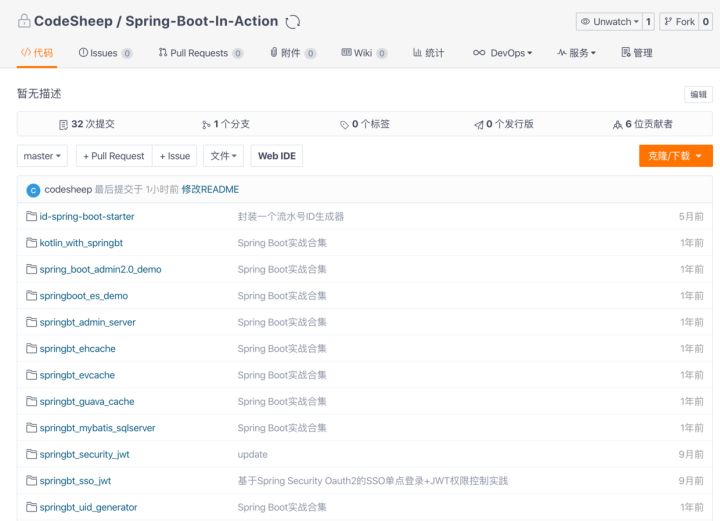 CodeSheep / Spring-Boot-In-Action Unwatch 1 Fork 0
代码 Issues 0 Pull Requests 0 附件 0 Wiki 0 统计 DevOps 服务 管理
暂无描述 编辑
32 次提交 1 个分支 0 个标签 0 个发行版 6 位贡献者
master + Pull Request + Issue 文件 Web IDE 克隆/下载
C codesheep 最后提交于 1小时前 修改README
id-spring-boot-starter 封装一个流水号ID生成器 5月前
kotlin_with_springbt Spring Boot实战合集 1年前
spring_boot_admin2.0_demo Spring Boot实战合集 1年前
springboot_es_demo Spring Boot实战合集 1年前
springbt_admin_server Spring Boot实战合集 1年前
springbt_ehcache Spring Boot实战合集 1年前
springbt_evcache Spring Boot实战合集 1年前
springbt_guava_cache Spring Boot实战合集 1年前
springbt_mybatis_sqlserver Spring Boot实战合集 1年前
springbt_security_jwt update 9月前
springbt_sso_jwt 基于Spring Security Oauth2的SSO单点登录+JWT权限控制实践 9月前
springbt_uid_generator Spring Boot实战合集 1年前